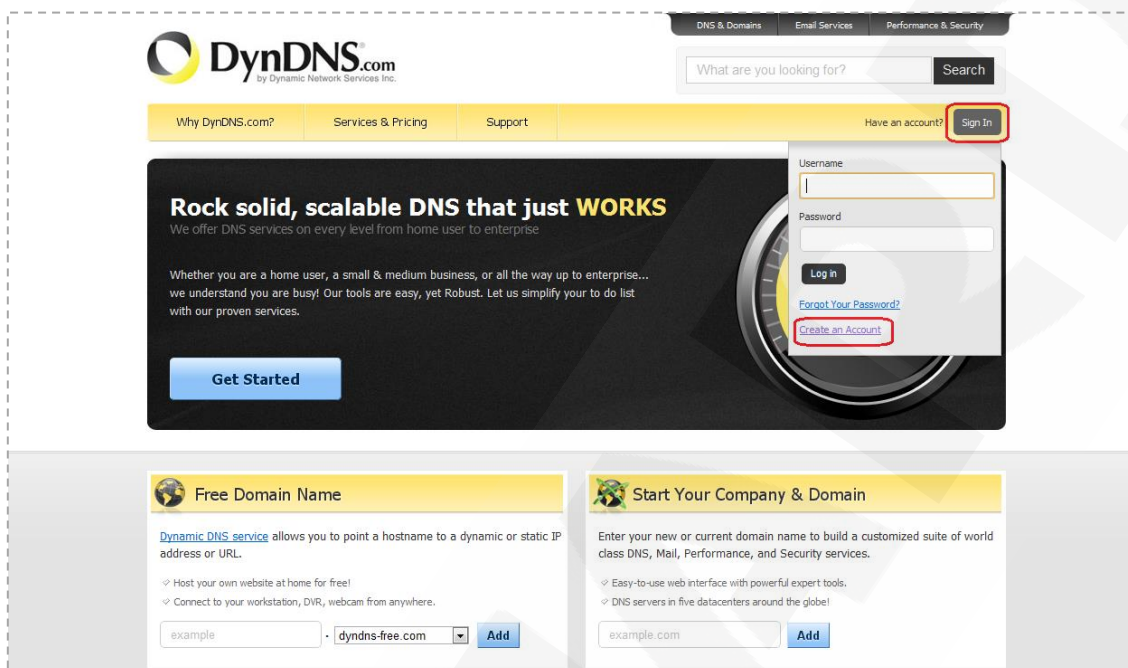 DNS & Domains Email Services Performance & Security
DynDNS.com
by Dynamic Network Services Inc.
What are you looking for? Search
Why DynDNS.com? Services & Pricing Support Have an account? Sign In
Username
Password
Log in
Forgot Your Password?
Create an Account
Rock solid, scalable DNS that just WORKS
We offer DNS services on every level from home user to enterprise
Whether you are a home user, a small & medium business, or all the way up to enterprise...
we understand you are busy! Our tools are easy, yet Robust. Let us simplify your to do list
with our proven services.
Get Started
Free Domain Name
Dynamic DNS service allows you to point a hostname to a dynamic or static IP
address or URL.
Host your own website at home for free!
Connect to your workstation, DVR, webcam from anywhere.
example . dyndns-free.com Add
Start Your Company & Domain
Enter your new or current domain name to build a customized suite of world
class DNS, Mail, Performance, and Security services.
Easy-to-use web interface with powerful expert tools.
DNS servers in five datacenters around the globe!
example.com Add